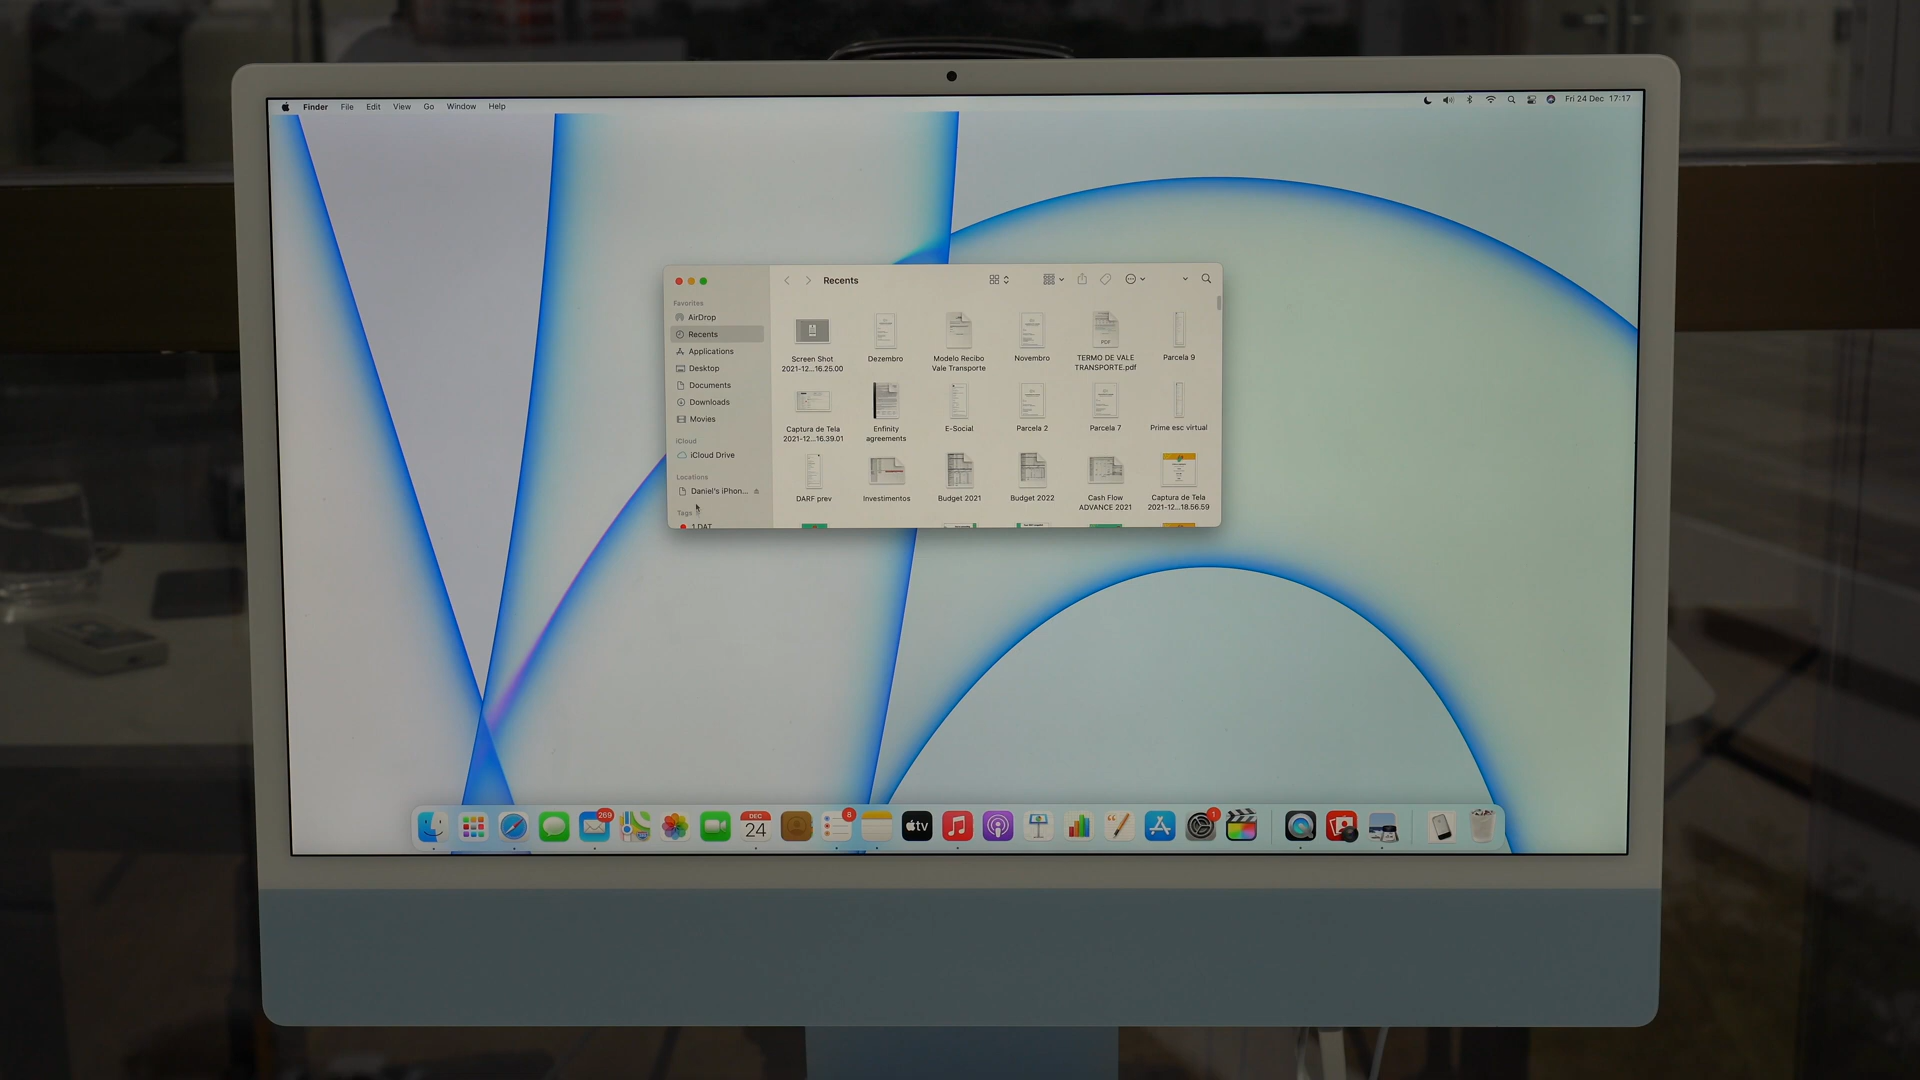 Finder File Edit View Go Window Help
Fri 24 Dec 17:17
Recents
Favorites
AirDrop
Recents
Applications
Desktop
Documents
Downloads
Movies
iCloud
iCloud Drive
Locations
Daniel's iPhon...
Tags
1 DAT
Screen Shot
2021-12...16.25.00
Dezembro
Modelo Recibo
Vale Transporte
Novembro
PDF
TERMO DE VALE
TRANSPORTE.pdf
Parcela 9
Captura de Tela
2021-12...16.39.01
Enfinity
agreements
E-Social
Parcela 2
Parcela 7
Prime esc virtual
DARF prev
Investimentos
Budget 2021
Budget 2022
Cash Flow
ADVANCE 2021
Captura de Tela
2021-12...18.56.59
269
DEC
24
8
tv
1